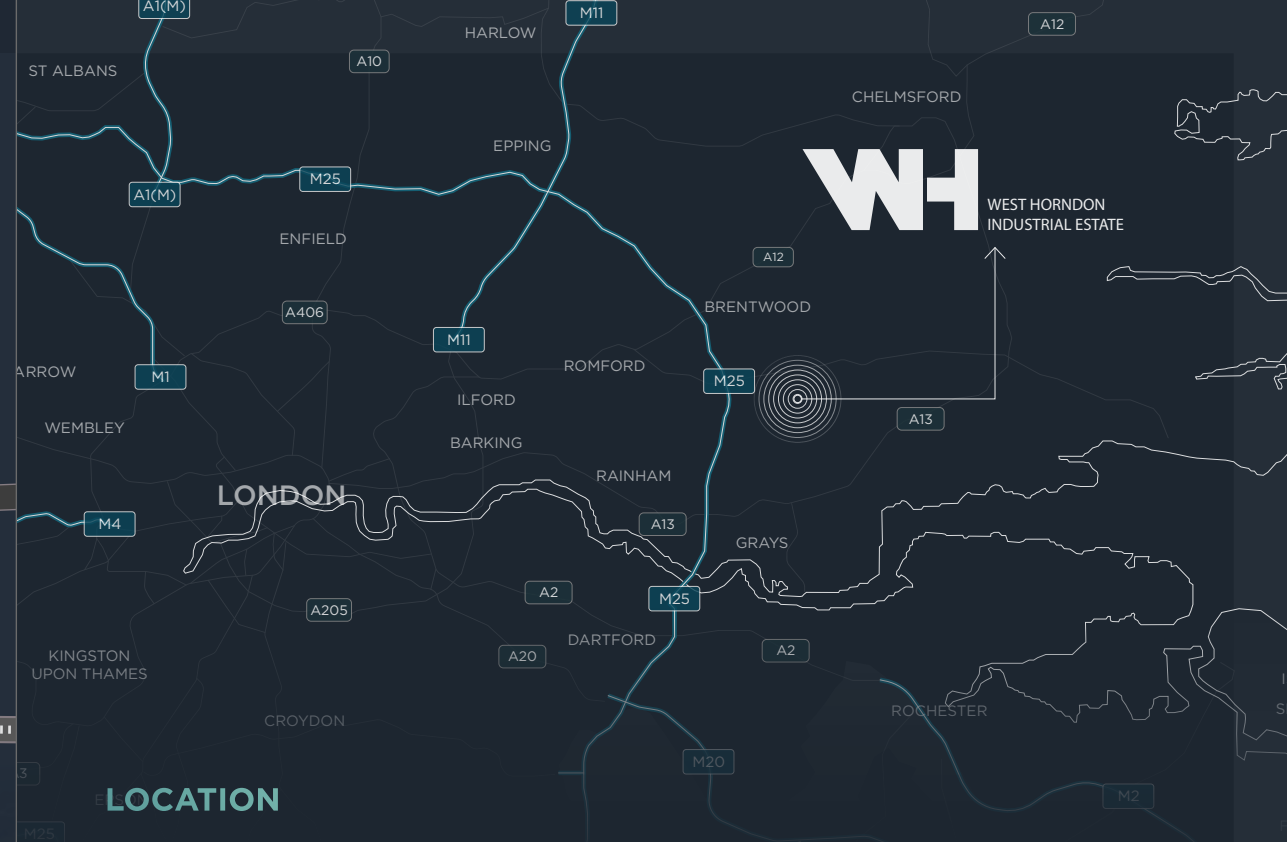 A1(M)
M11
A12
HARLOW
A10
ST ALBANS
CHELMSFORD
EPPING
M25
A1(M)
WH
WEST HORNDON
INDUSTRIAL ESTATE
ENFIELD
A12
BRENTWOOD
A406
M11
ROMFORD
ARROW
M1
M25
ILFORD
A13
WEMBLEY
BARKING
RAINHAM
LONDON
M4
A13
GRAYS
A2
M25
A205
DARTFORD
A2
A20
KINGSTON
UPON THAMES
ROCHESTER
CROYDON
M20
M2
LOCATION
M25